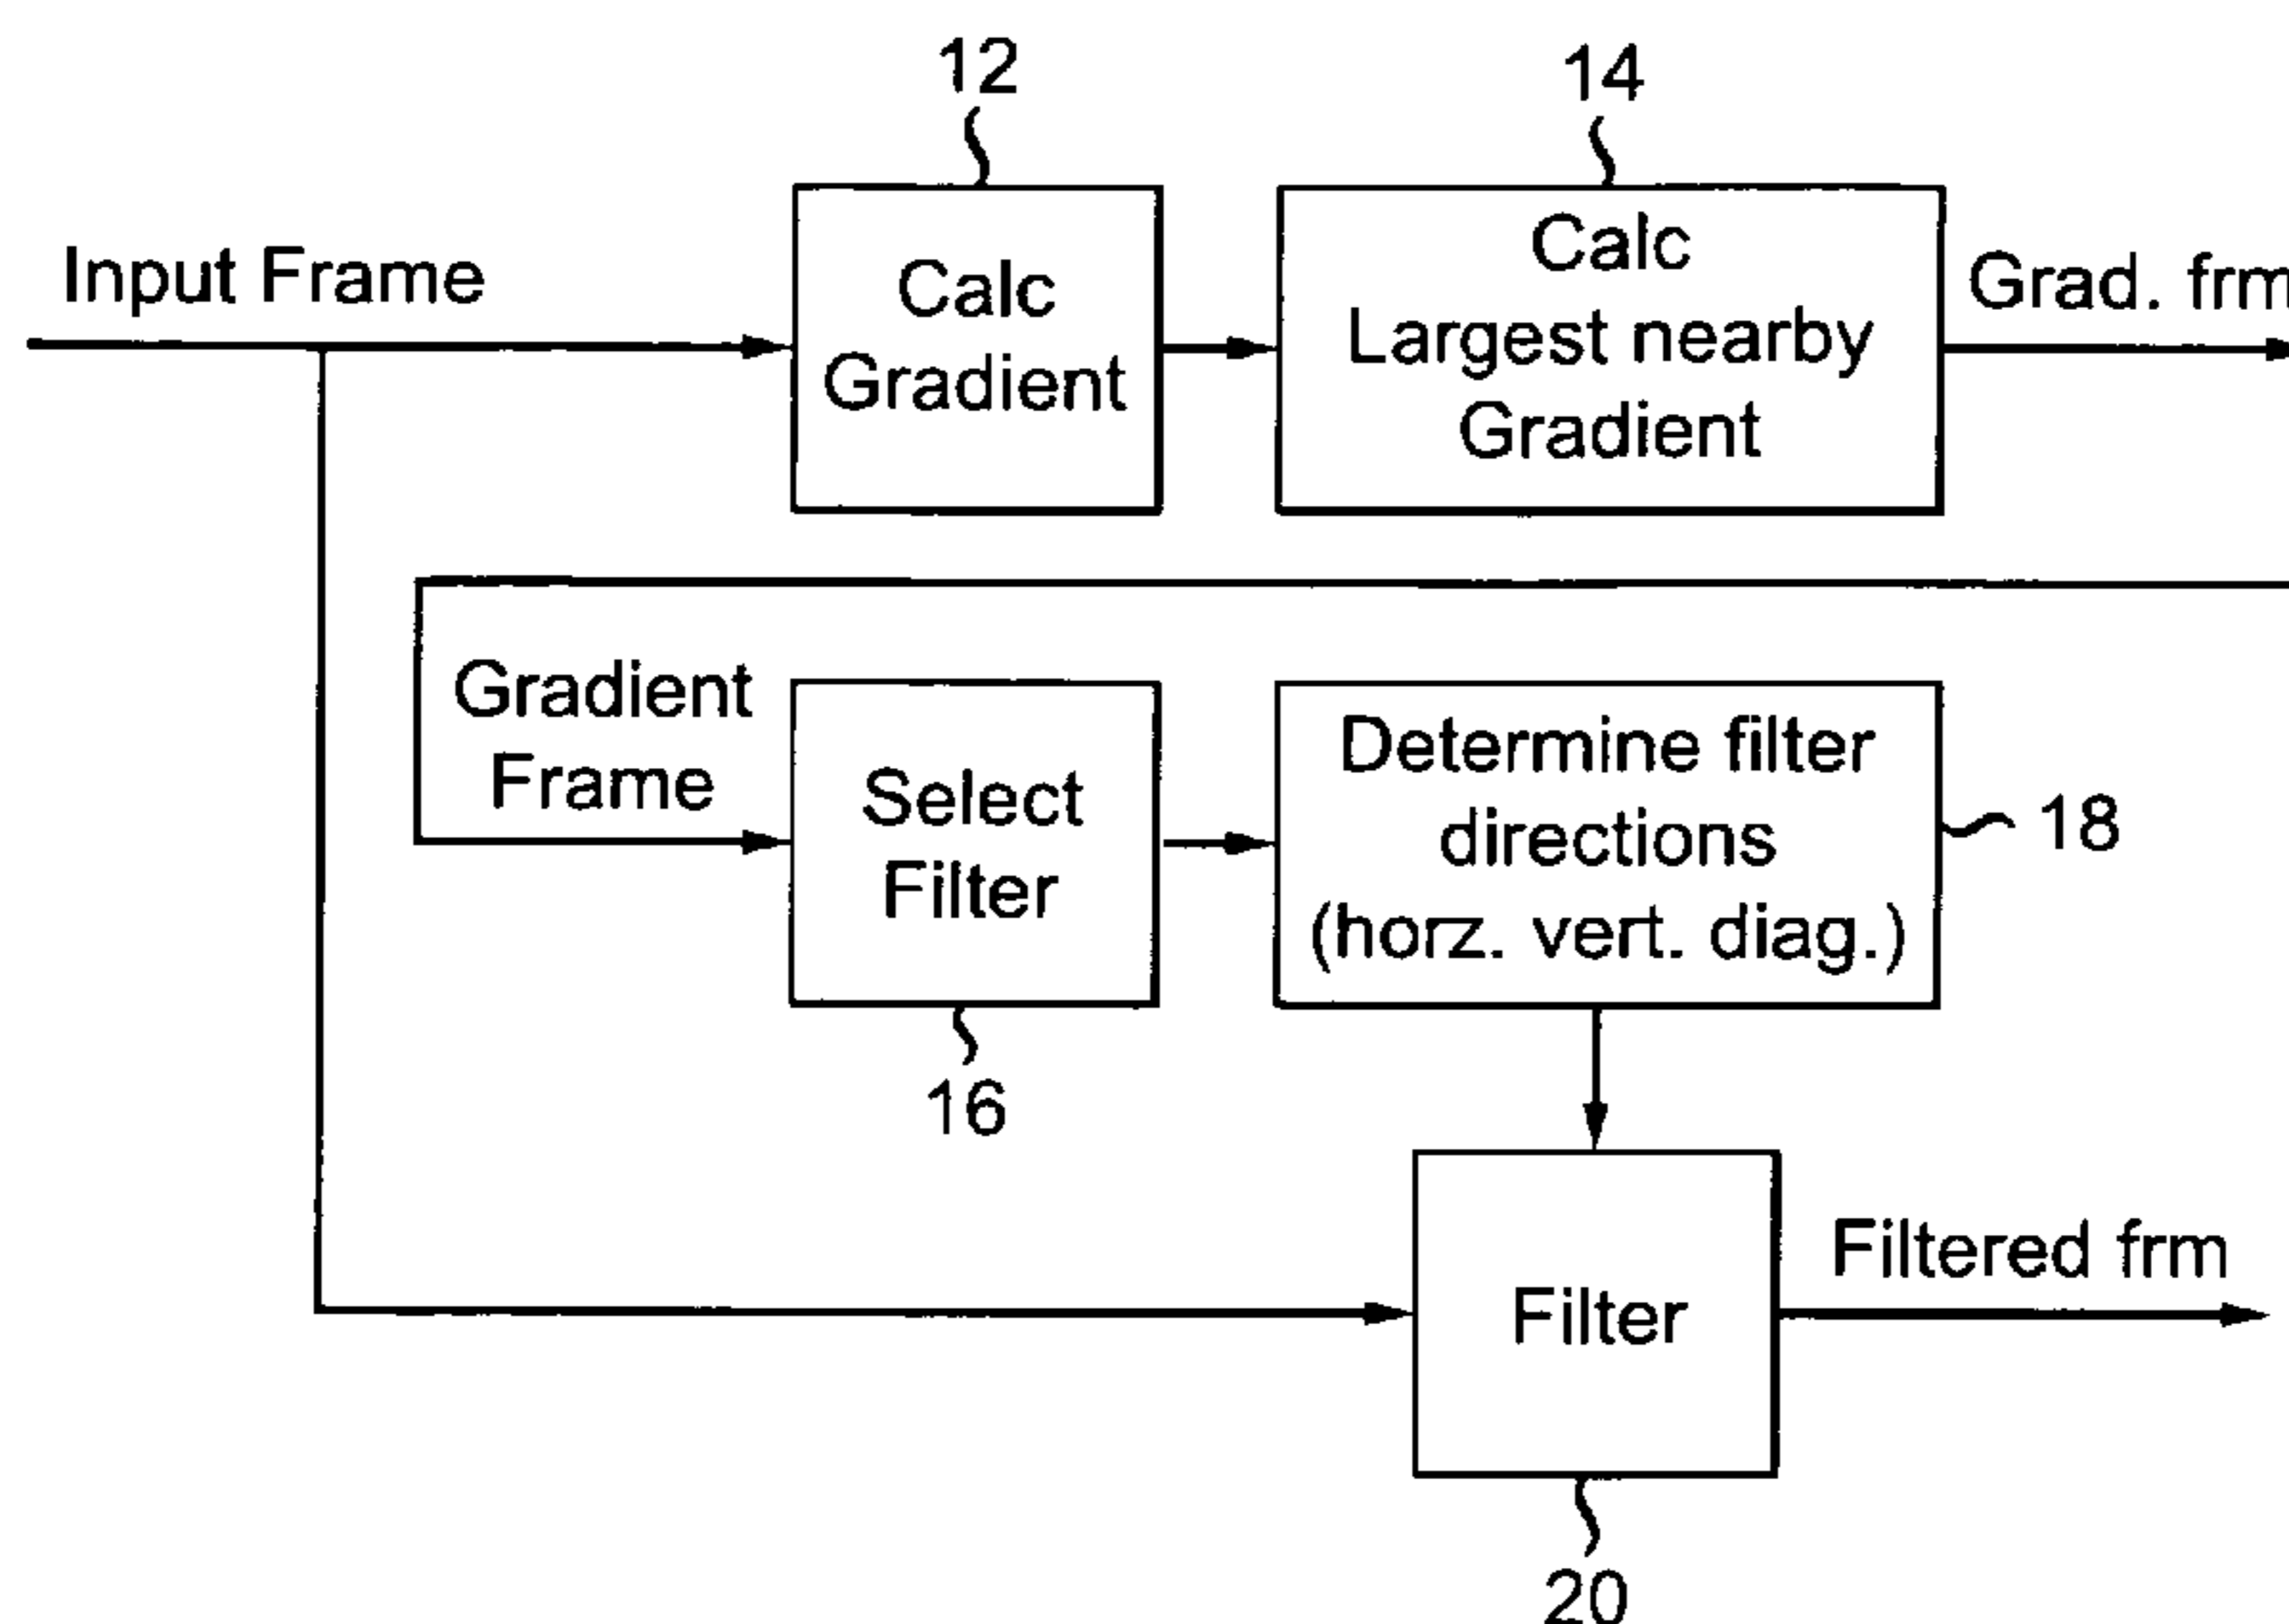 12
14
Input Frame
Calc
Gradient
Calc
Largest nearby
Gradient
Grad. frm
Gradient
Frame
Select
Filter
Determine filter
directions
(horz. vert. diag.)
18
16
Filter
Filtered frm
20